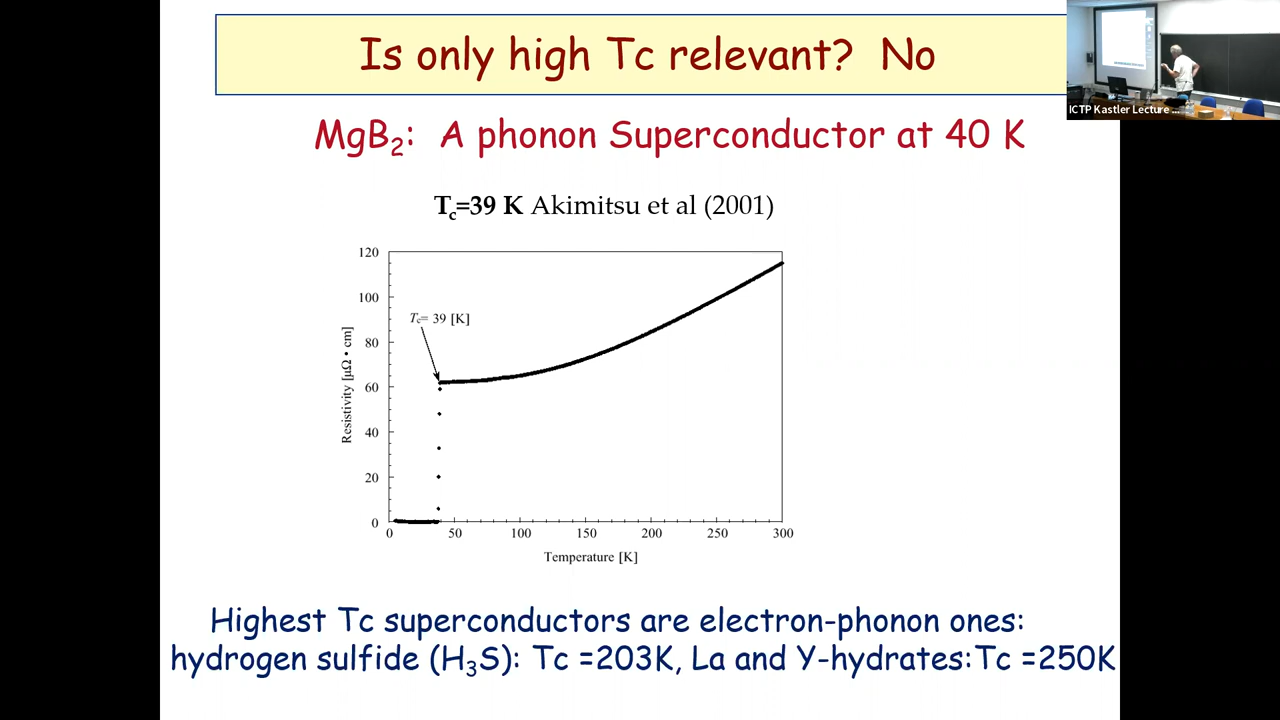 Is only high Tc relevant? No
ICTP Kastler Lecture ...
MgB₂: A phonon Superconductor at 40 K
Tc=39 K Akimitsu et al (2001)
120
100
80
60
40
20
0
Tc= 39 [K]
Resistivity [μΩ • cm]
0 50 100 150 200 250 300
Temperature [K]
Highest Tc superconductors are electron-phonon ones:
hydrogen sulfide (H₃S): Tc =203K, La and Y-hydrates:Tc =250K